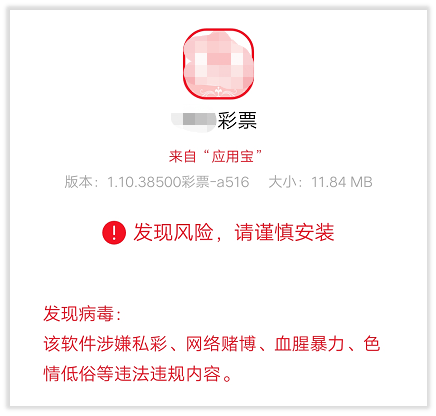 彩票
来自“应用宝”
版本：1.10.38500彩票-a516 大小：11.84 MB
发现风险，请谨慎安装
发现病毒：
该软件涉嫌私彩、网络赌博、血腥暴力、色
情低俗等违法违规内容。